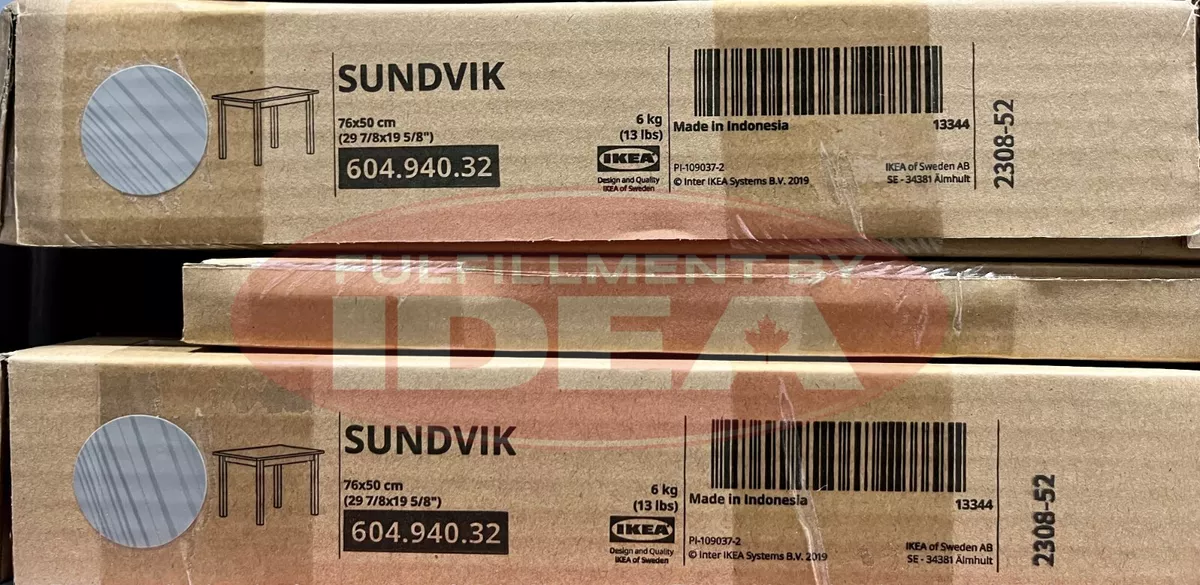 SUNDVIK
76x50 cm
(29 7/8x19 5/8")
604.940.32
6 kg
(13 lbs)
IKEA
Design and Quality
IKEA of Sweden
Made in Indonesia
13344
PI-109037-2
© Inter IKEA Systems B.V. 2019
IKEA of Sweden AB
SE - 34381 Älmhult
2308-52
FULFILLMENT BY
IDEA
SUNDVIK
76x50 cm
(29 7/8x19 5/8")
604.940.32
6 kg
(13 lbs)
IKEA
Design and Quality
IKEA of Sweden
Made in Indonesia
13344
PI-109037-2
© Inter IKEA Systems B.V. 2019
IKEA of Sweden AB
SE - 34381 Älmhult
2308-52